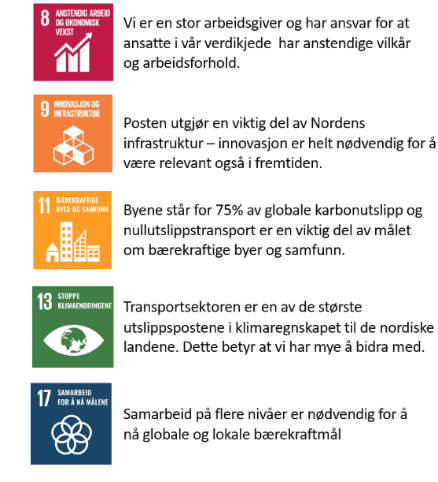 8 ANSTENDIG ARBEID
OG ØKONOMISK
VEKST
Vi er en stor arbeidsgiver og har ansvar for at
ansatte i vår verdikjede har anstendige vilkår
og arbeidsforhold.
9 INNOVASJON OG
INFRASTRUKTUR
Posten utgjør en viktig del av Nordens
infrastruktur – innovasjon er helt nødvendig for å
være relevant også i fremtiden.
11 BÆREKRAFTIGE
BYER OG SAMFUNN
Byene står for 75% av globale karbonutslipp og
nullutslippstransport er en viktig del av målet
om bærekraftige byer og samfunn.
13 STOPPE
KLIMAENDRINGENE
Transportsektoren er en av de største
utslippspostene i klimaregnskapet til de nordiske
landene. Dette betyr at vi har mye å bidra med.
17 SAMARBEID
FOR Å NÅ MÅLENE
Samarbeid på flere nivåer er nødvendig for å
nå globale og lokale bærekraftmål